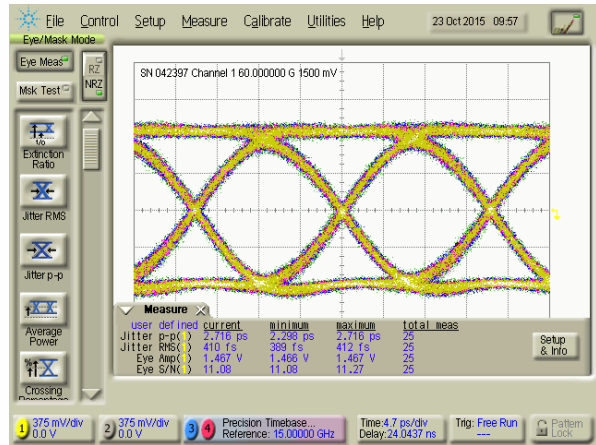 File Control Setup Measure Calibrate Utilities Help 23 Oct 2015 09:57
Eye/Mask Mode
Eye Meas
RZ
NRZ
Msk Test
SN 042397 Channel 1 60.000000 G 1500 mV
1/0
Extinction
Ratio
Jitter RMS
Jitter p-p
Average
Power
Crossing
Measure
user defined current minimum maximum total meas
Jitter p-p(1) 2.716 ps 2.298 ps 2.716 ps 25
Jitter RMS(1) 410 fs 389 fs 412 fs 25
Eye Amp(1) 1.467 V 1.466 V 1.467 V 25
Eye S/N(1) 11.08 11.08 11.27 25
Setup
& Info
1 375 mV/div
0.0 V
2 375 mV/div
0.0 V
3 4 Precision Timebase...
Reference: 15.00000 GHz
Time:4.7 ps/div
Delay:24.0437 ns
Trig: Free Run
---
Pattern
Lock